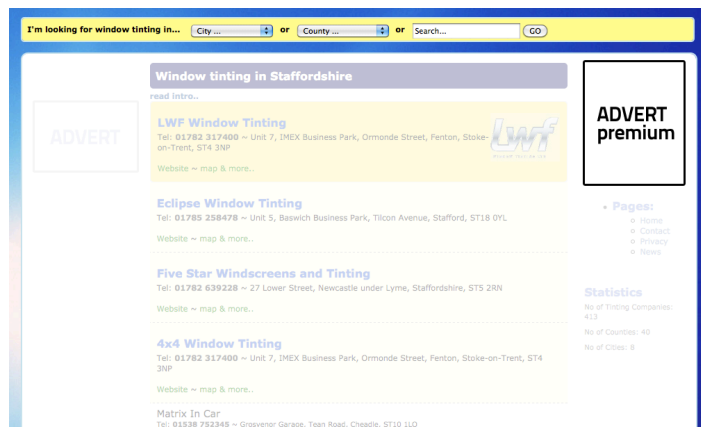 I'm looking for window tinting in... City ... or County ... or Search... GO
Window tinting in Staffordshire
read intro..
ADVERT
LWF Window Tinting
Tel: 01782 317400 ~ Unit 7, IMEX Business Park, Ormonde Street, Fenton, Stoke-
on-Trent, ST4 3NP
Website ~ map & more..
Lwf
Eclipse Window Tinting
Tel: 01785 258478 ~ Unit 5, Baswich Business Park, Tilcon Avenue, Stafford, ST18 0YL
Website ~ map & more..
Five Star Windscreens and Tinting
Tel: 01782 639228 ~ 27 Lower Street, Newcastle under Lyme, Staffordshire, ST5 2RN
Website ~ map & more..
4x4 Window Tinting
Tel: 01782 317400 ~ Unit 7, IMEX Business Park, Ormonde Street, Fenton, Stoke-on-Trent, ST4
3NP
Website ~ map & more..
Matrix In Car
Tel: 01538 752345 ~ Grosvenor Garage, Tean Road, Cheadle, ST10 1LD
ADVERT
premium
Pages:
Home
Contact
Privacy
News
Statistics
No of Tinting Companies:
413
No of Counties: 40
No of Cities: 8